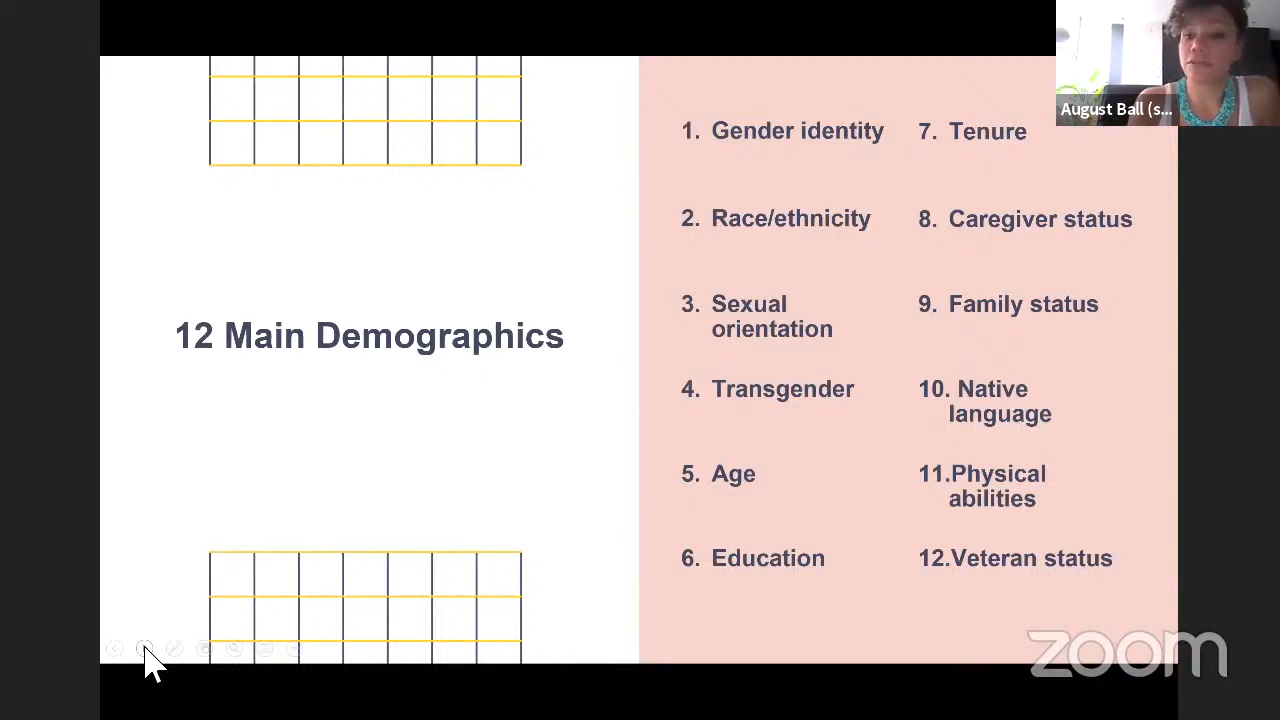 12 Main Demographics
1. Gender identity
2. Race/ethnicity
3. Sexual
orientation
4. Transgender
5. Age
6. Education
7. Tenure
8. Caregiver status
9. Family status
10. Native
language
11.Physical
abilities
12.Veteran status
August Ball (s...
zoom